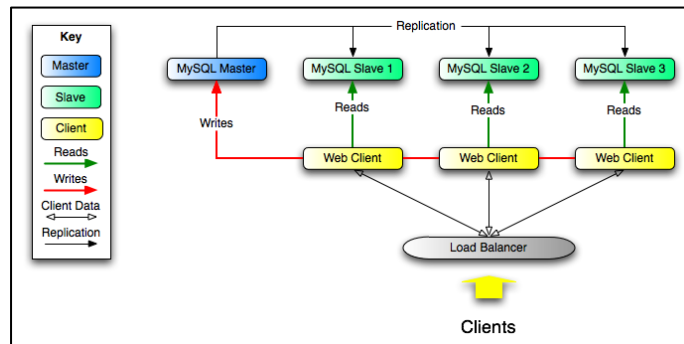 Key
Master
Slave
Client
Reads
Writes
Client Data
Replication
Replication
MySQL Master
MySQL Slave 1
MySQL Slave 2
MySQL Slave 3
Writes
Reads
Reads
Reads
Web Client
Web Client
Web Client
Load Balancer
Clients